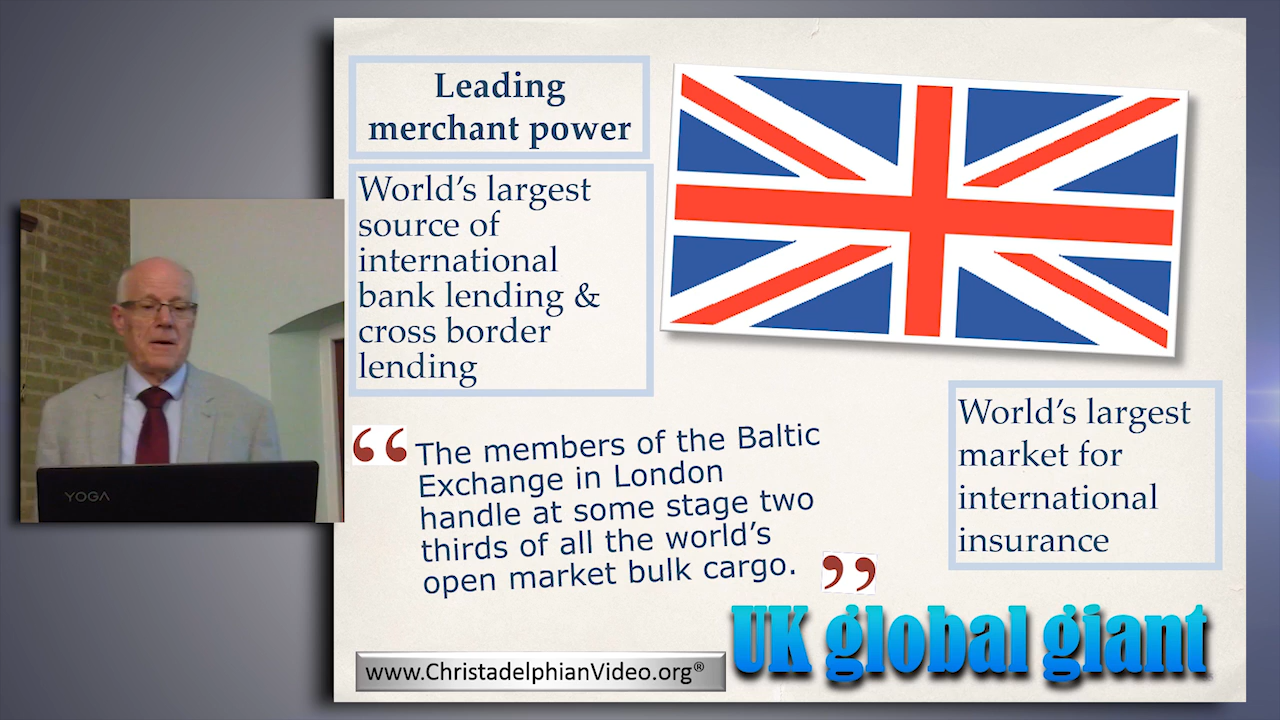 Leading
merchant power
World's largest
source of
international
bank lending &
cross border
lending
World's largest
market for
international
insurance
“ The members of the Baltic
Exchange in London
handle at some stage two
thirds of all the world's
open market bulk cargo. ”
UK global giant
www.ChristadelphianVideo.org®
YOGA